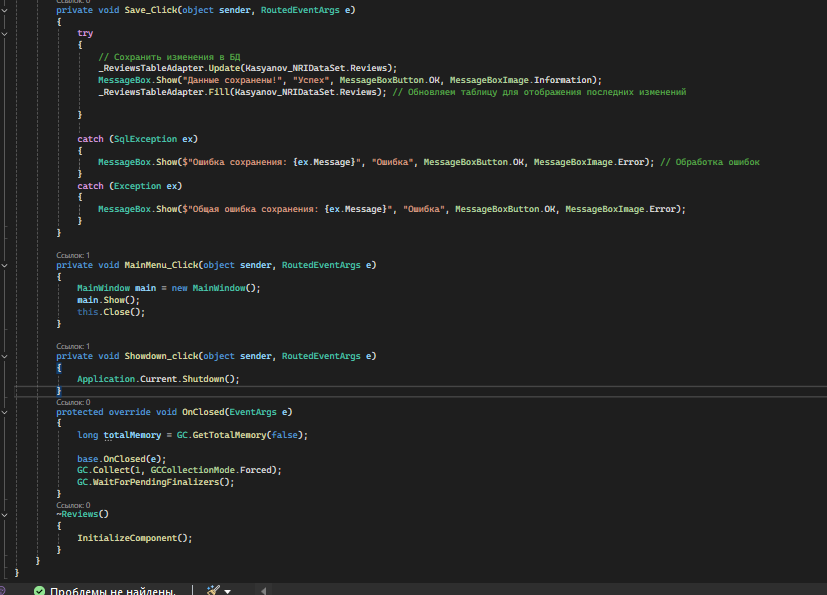 Ссылок: 0
private void Save_Click(object sender, RoutedEventArgs e)
{
try
{
// Сохранить изменения в БД
_ReviewsTableAdapter.Update(Kasyanov_NRIDataSet.Reviews);
MessageBox.Show("Данные сохранены!", "Успех", MessageBoxButton.OK, MessageBoxImage.Information);
_ReviewsTableAdapter.Fill(Kasyanov_NRIDataSet.Reviews); // Обновляем таблицу для отображения последних изменений
}
catch (SqlException ex)
{
MessageBox.Show($"Ошибка сохранения: {ex.Message}", "Ошибка", MessageBoxButton.OK, MessageBoxImage.Error); // Обработка ошибок
}
catch (Exception ex)
{
MessageBox.Show($"Общая ошибка сохранения: {ex.Message}", "Ошибка", MessageBoxButton.OK, MessageBoxImage.Error);
}
}
Ссылок: 1
private void MainMenu_Click(object sender, RoutedEventArgs e)
{
MainWindow main = new MainWindow();
main.Show();
this.Close();
}
Ссылок: 1
private void Showdown_click(object sender, RoutedEventArgs e)
{
Application.Current.Shutdown();
}
Ссылок: 0
protected override void OnClosed(EventArgs e)
{
long totalMemory = GC.GetTotalMemory(false);
base.OnClosed(e);
GC.Collect(1, GCCollectionMode.Forced);
GC.WaitForPendingFinalizers();
}
Ссылок: 0
~Reviews()
{
InitializeComponent();
}
}
}
Проблемы не найдены.